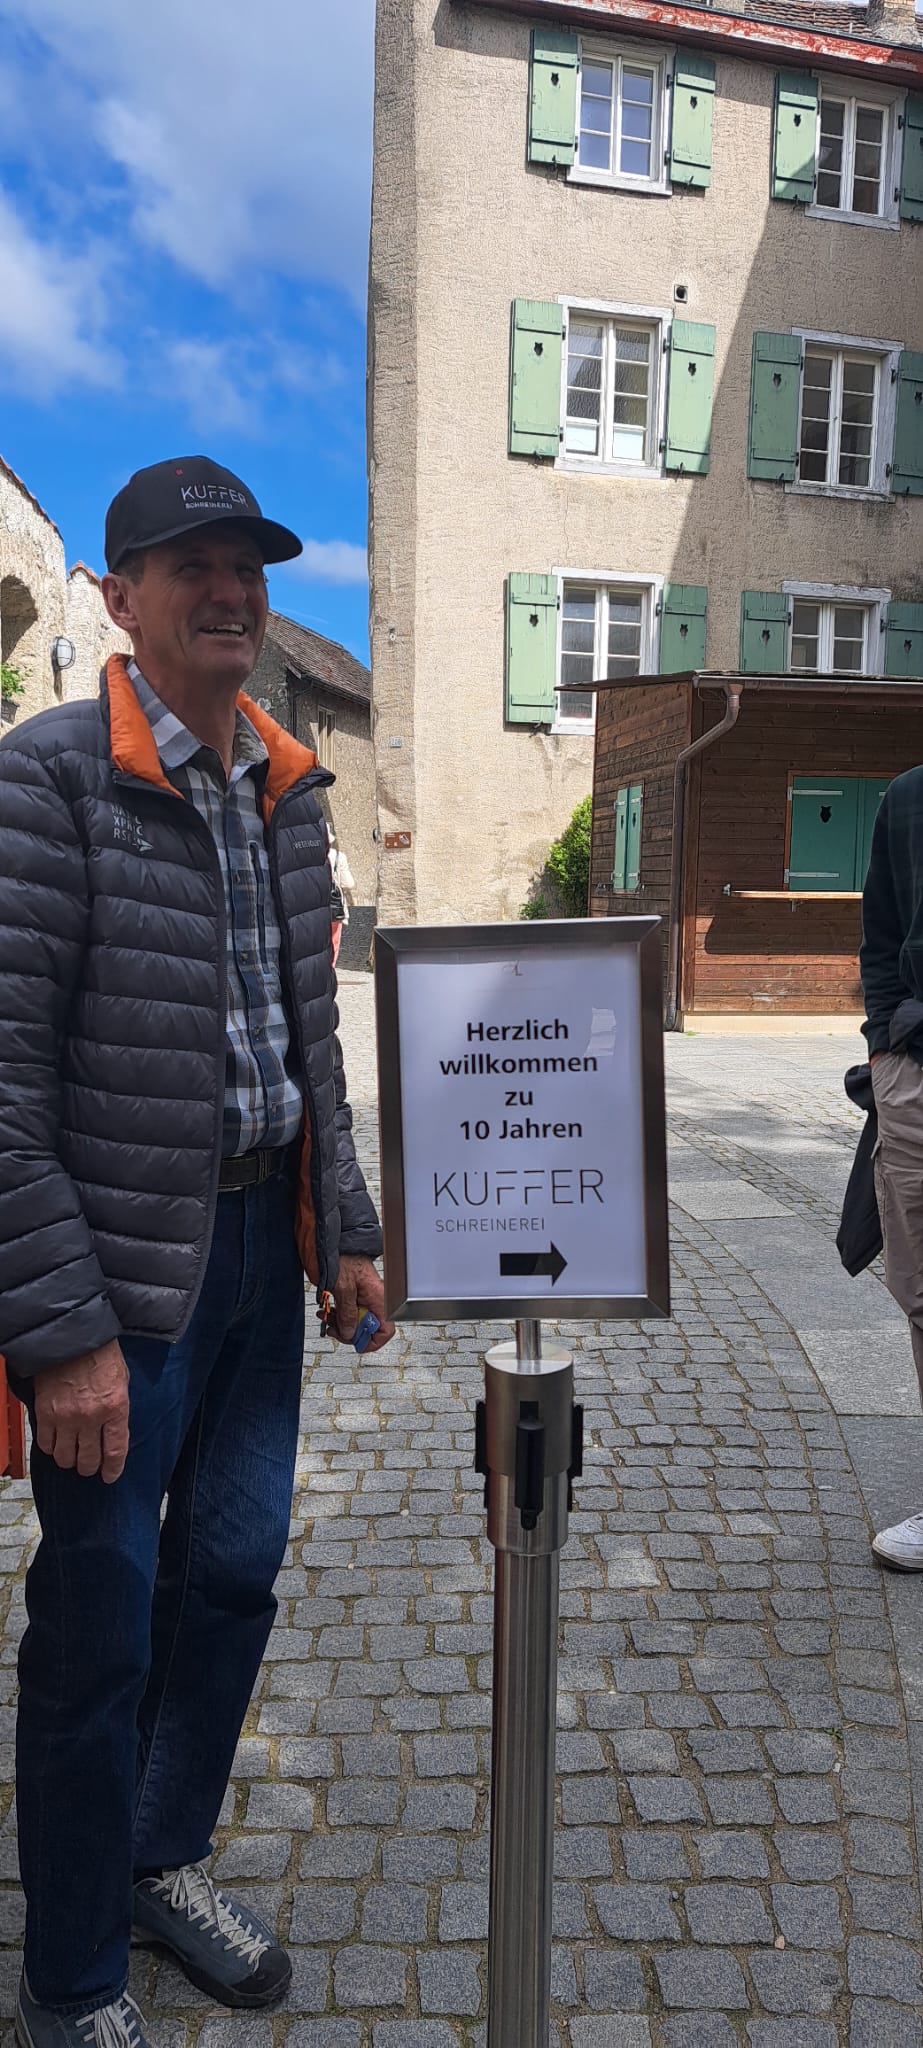 KÜFFER
SCHREINEREI
Herzlich
willkommen
zu
10 Jahren
KÜFFER
SCHREINEREI